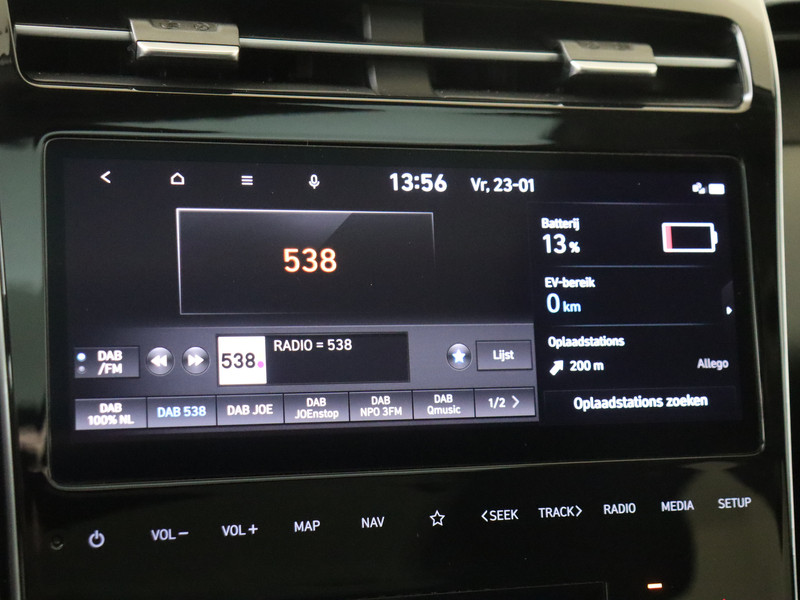 13:56 Vr, 23-01
538
Batterij
13 %
EV-bereik
0 km
Oplaadstations
200 m Allego
Oplaadstations zoeken
DAB
/FM
538
RADIO = 538
Lijst
DAB
100% NL
DAB 538
DAB JOE
DAB
JOEnstop
DAB
NPO 3FM
DAB
Qmusic
1/2 >
VOL− VOL+ MAP NAV <SEEK TRACK> RADIO MEDIA SETUP